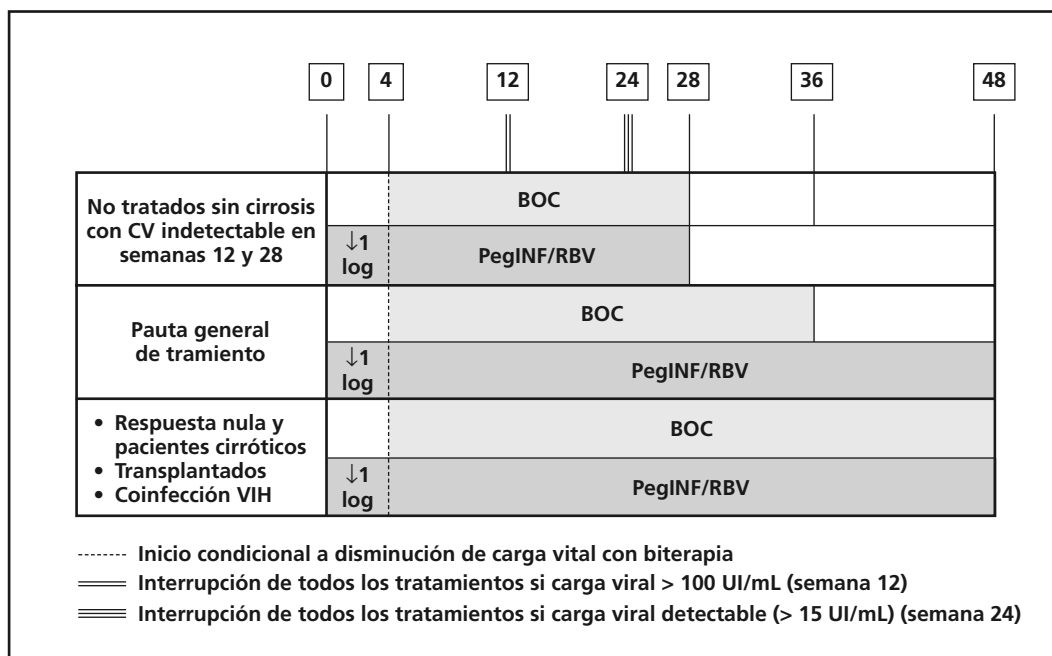 0 4 12 24 28 36 48
No tratados sin cirrosis
con CV indetectable en
semanas 12 y 28
BOC
↓1
log
PegINF/RBV
Pauta general
de tramiento
BOC
↓1
log
PegINF/RBV
• Respuesta nula y
pacientes cirróticos
• Transplantados
• Coinfección VIH
BOC
↓1
log
PegINF/RBV
Inicio condicional a disminución de carga vital con biterapia
Interrupción de todos los tratamientos si carga viral > 100 UI/mL (semana 12)
Interrupción de todos los tratamientos si carga viral detectable (> 15 UI/mL) (semana 24)